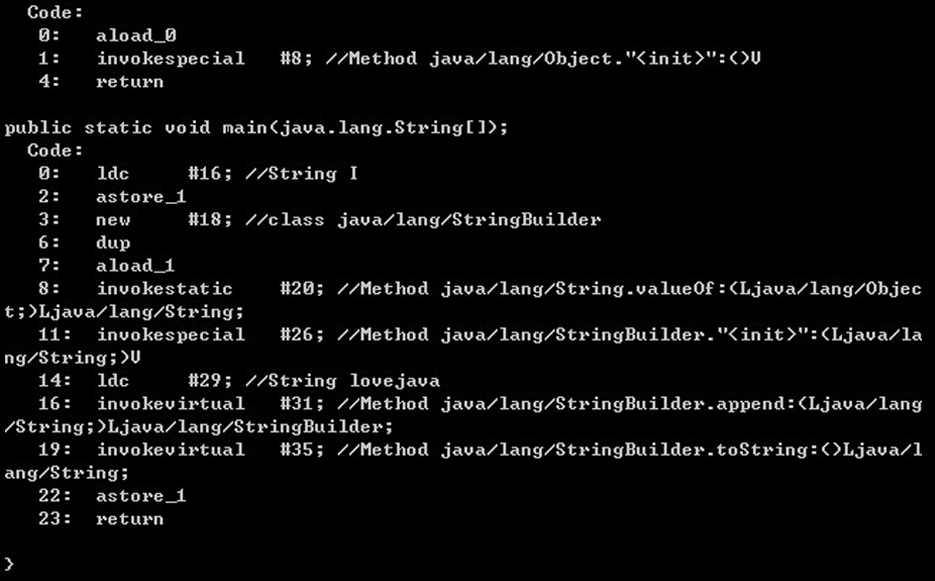 Code:
0:   aload_0
1:   invokespecial   #8; //Method java/lang/Object."<init>":()V
4:   return
public static void main(java.lang.String[]);
Code:
0:   ldc     #16; //String I
2:   astore_1
3:   new     #18; //class java/lang/StringBuilder
6:   dup
7:   aload_1
8:   invokestatic    #20; //Method java/lang/String.valueOf:(Ljava/lang/Objec
t;)Ljava/lang/String;
11:  invokespecial   #26; //Method java/lang/StringBuilder."<init>":(Ljava/la
ng/String;)V
14:  ldc     #29; //String lovejava
16:  invokevirtual   #31; //Method java/lang/StringBuilder.append:(Ljava/lang
/String;)Ljava/lang/StringBuilder;
19:  invokevirtual   #35; //Method java/lang/StringBuilder.toString:()Ljava/l
ang/String;
22:  astore_1
23:  return
}